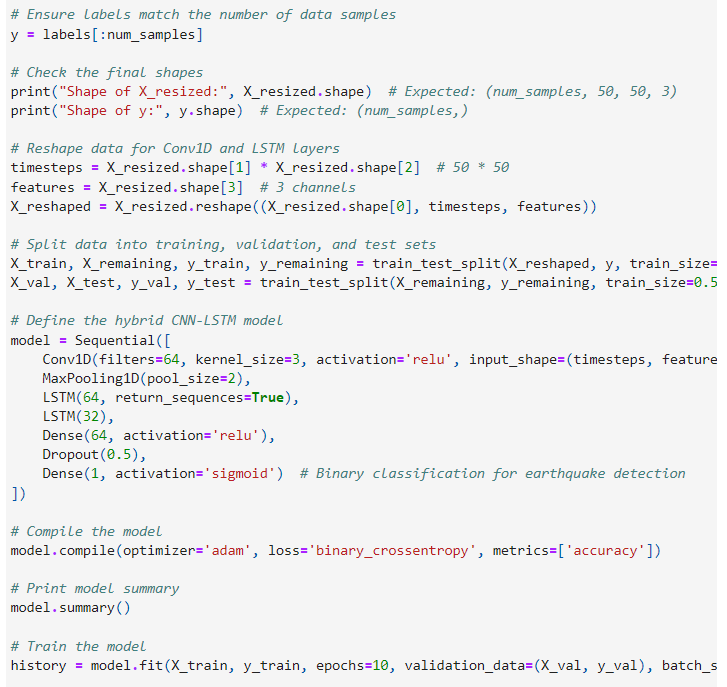 # Ensure labels match the number of data samples
y = labels[:num_samples]
# Check the final shapes
print("Shape of X_resized:", X_resized.shape)  # Expected: (num_samples, 50, 50, 3)
print("Shape of y:", y.shape)  # Expected: (num_samples,)
# Reshape data for Conv1D and LSTM layers
timesteps = X_resized.shape[1] * X_resized.shape[2]  # 50 * 50
features = X_resized.shape[3]  # 3 channels
X_reshaped = X_resized.reshape((X_resized.shape[0], timesteps, features))
# Split data into training, validation, and test sets
X_train, X_remaining, y_train, y_remaining = train_test_split(X_reshaped, y, train_size=
X_val, X_test, y_val, y_test = train_test_split(X_remaining, y_remaining, train_size=0.5
# Define the hybrid CNN-LSTM model
model = Sequential([
    Conv1D(filters=64, kernel_size=3, activation='relu', input_shape=(timesteps, feature
    MaxPooling1D(pool_size=2),
    LSTM(64, return_sequences=True),
    LSTM(32),
    Dense(64, activation='relu'),
    Dropout(0.5),
    Dense(1, activation='sigmoid')  # Binary classification for earthquake detection
])
# Compile the model
model.compile(optimizer='adam', loss='binary_crossentropy', metrics=['accuracy'])
# Print model summary
model.summary()
# Train the model
history = model.fit(X_train, y_train, epochs=10, validation_data=(X_val, y_val), batch_s